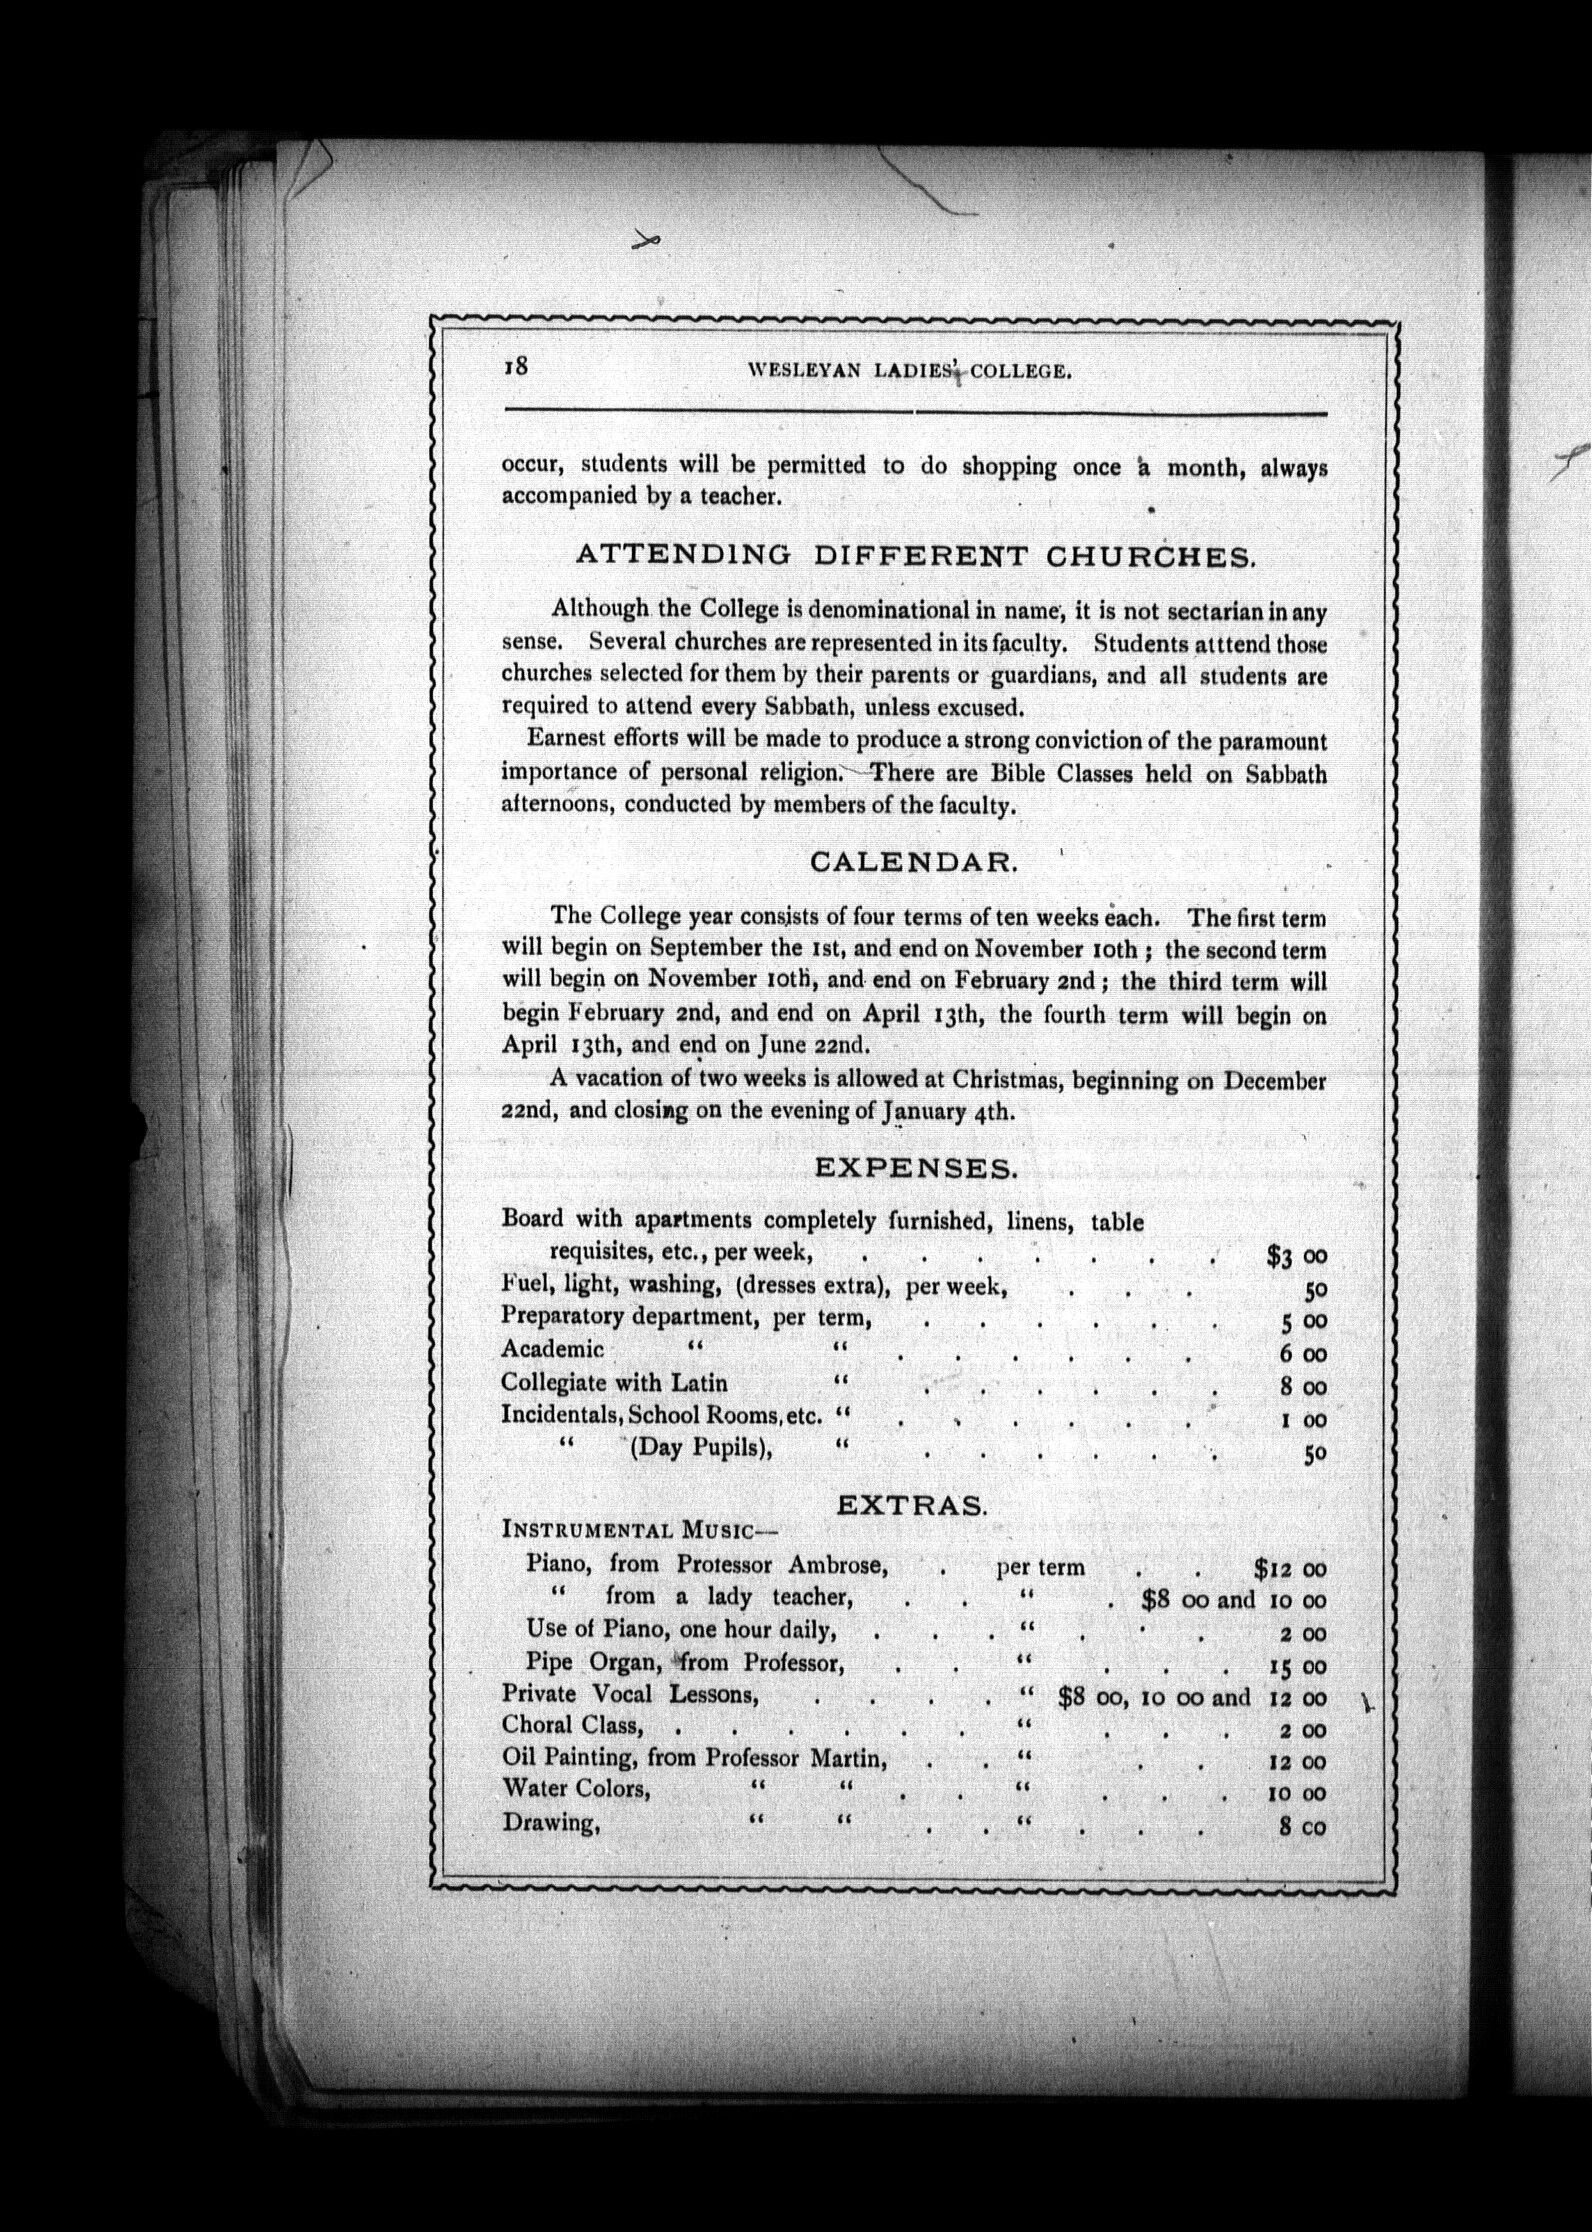 18 WESLEYAN LADIES' COLLEGE.
occur, students will be permitted to do shopping once a month, always
accompanied by a teacher.
ATTENDING DIFFERENT CHURCHES.
Although the College is denominational in name, it is not sectarian in any
sense. Several churches are represented in its faculty. Students atttend those
churches selected for them by their parents or guardians, and all students are
required to attend every Sabbath, unless excused.
Earnest efforts will be made to produce a strong conviction of the paramount
importance of personal religion. There are Bible Classes held on Sabbath
afternoons, conducted by members of the faculty.
CALENDAR.
The College year consists of four terms of ten weeks each. The first term
will begin on September the 1st, and end on November 10th ; the second term
will begin on November 10th, and end on February 2nd ; the third term will
begin February 2nd, and end on April 13th, the fourth term will begin on
April 13th, and end on June 22nd.
A vacation of two weeks is allowed at Christmas, beginning on December
22nd, and closing on the evening of January 4th.
EXPENSES.
Board with apartments completely furnished, linens, table
requisites, etc., per week, . . . . . . . $3 00
Fuel, light, washing, (dresses extra), per week, . . . 50
Preparatory department, per term, . . . . . . 5 00
Academic “ “ . . . . . . 6 00
Collegiate with Latin “ . . . . . . 8 00
Incidentals, School Rooms, etc. “ . . . . . . 1 00
“ (Day Pupils), “ . . . . . . 50
EXTRAS.
INSTRUMENTAL MUSIC—
Piano, from Professor Ambrose, . per term . . $12 00
“ from a lady teacher, . . “ . $8 00 and 10 00
Use of Piano, one hour daily, . . . “ . . . 2 00
Pipe Organ, from Professor, . . “ . . . 15 00
Private Vocal Lessons, . . . . “ $8 00, 10 00 and 12 00
Choral Class, . . . . . . “ . . . 2 00
Oil Painting, from Professor Martin, . . “ . . 12 00
Water Colors, “ “ . . “ . . . 10 00
Drawing, “ “ . . “ . . . 8 00